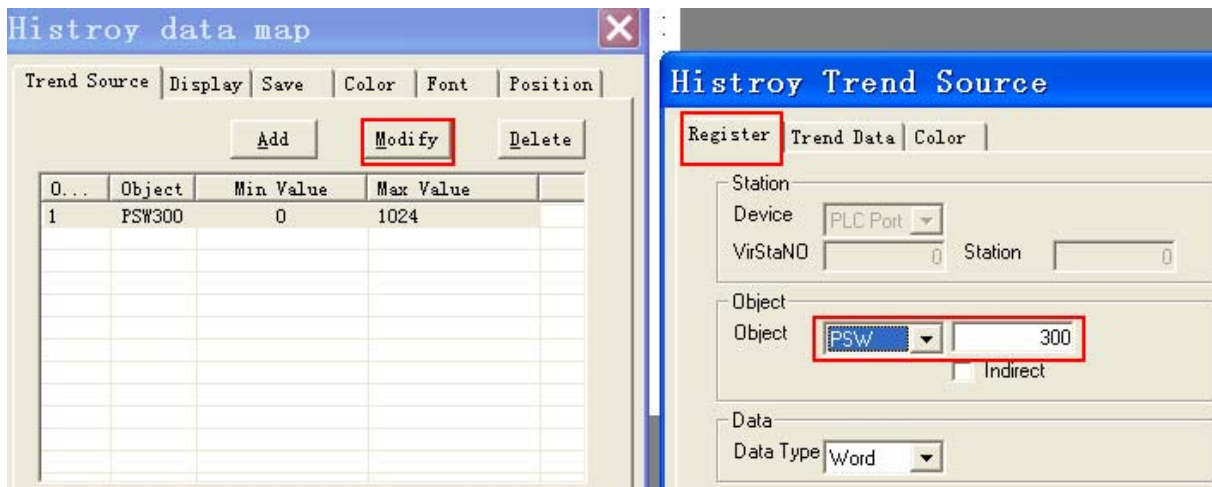 Histroy data map
Trend Source Display Save Color Font Position
Add Modify Delete
O... Object Min Value Max Value
1 PSW300 0 1024
Histroy Trend Source
Register Trend Data Color
Station
Device PLC Port
VirStaNO 0 Station 0
Object
Object PSW 300
Indirect
Data
Data Type Word